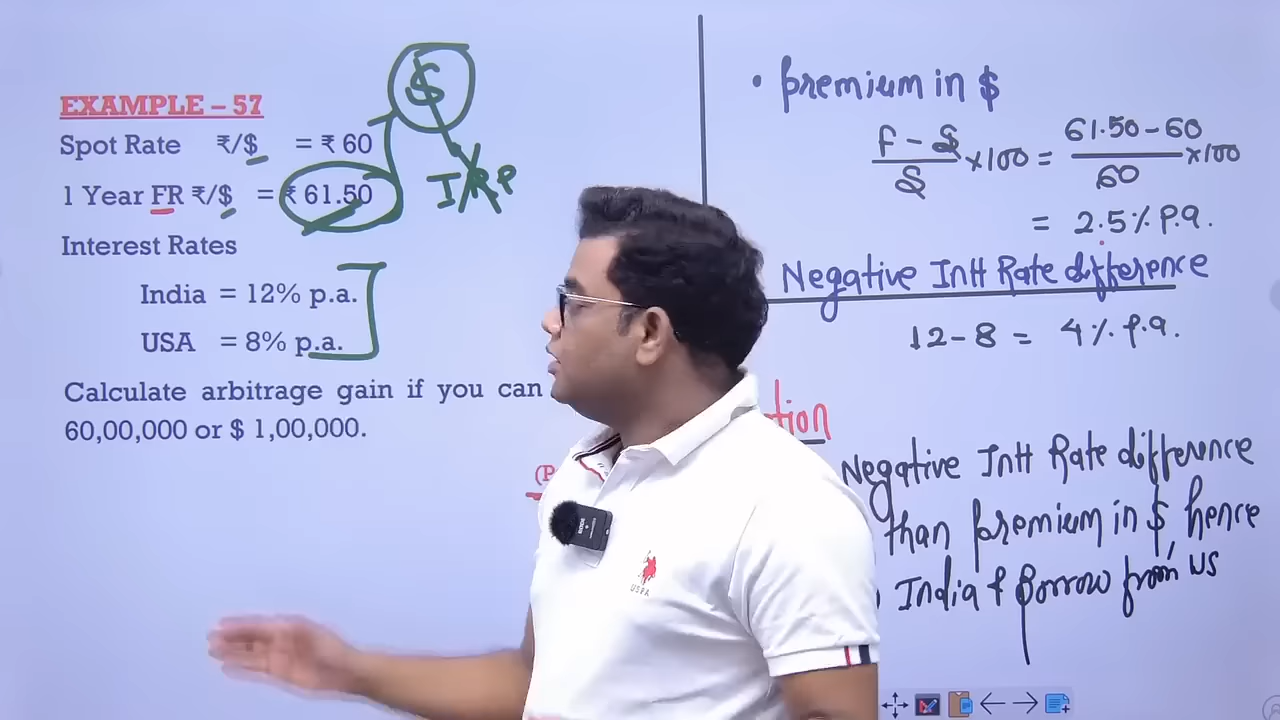 EXAMPLE – 57
Spot Rate ₹/$ = ₹ 60
1 Year FR ₹/$ = ₹ 61.50
Interest Rates
India = 12% p.a.
USA = 8% p.a.
Calculate arbitrage gain if you can
60,00,000 or $ 1,00,000.
$
• Premium in $
F - S
S
×100 = 61.50 - 60
60
×100
= 2.5% P.a.
Negative Intt Rate difference
12 - 8 = 4% P.a.
tion
Negative Intt Rate difference
than premium in $, hence
India & Borrow from US
USPA